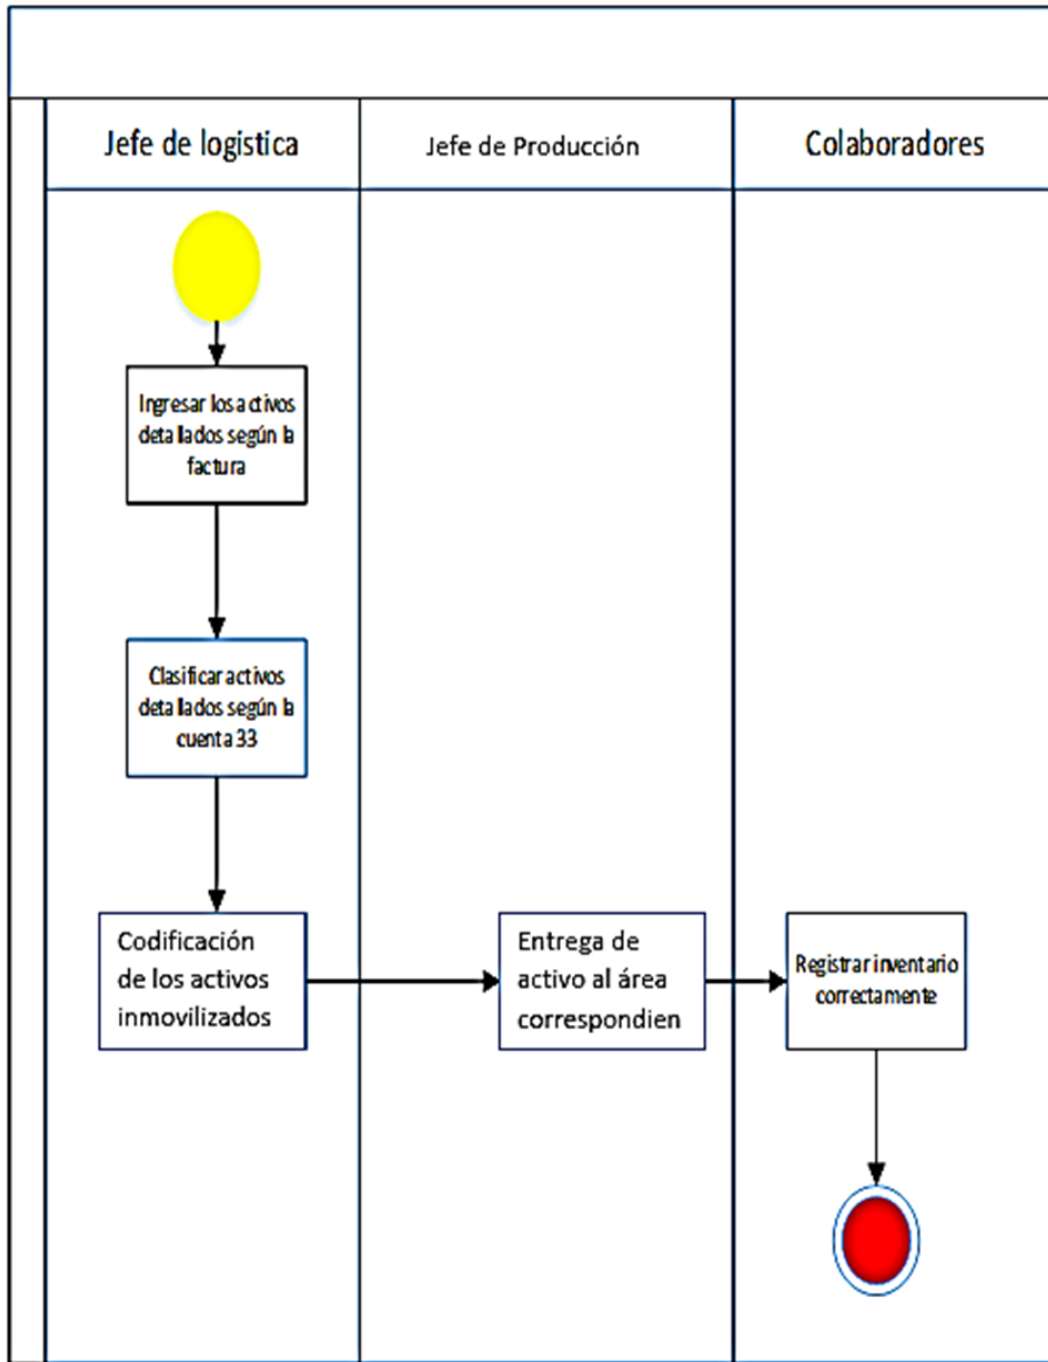 Jefe de logística
Jefe de Producción
Colaboradores
Ingresar los activos
detallados según la
factura
Clasificar activos
detallados según la
cuenta 33
Codificación
de los activos
inmovilizados
Entrega de
activo al área
correspondien
Registrar inventario
correctamente